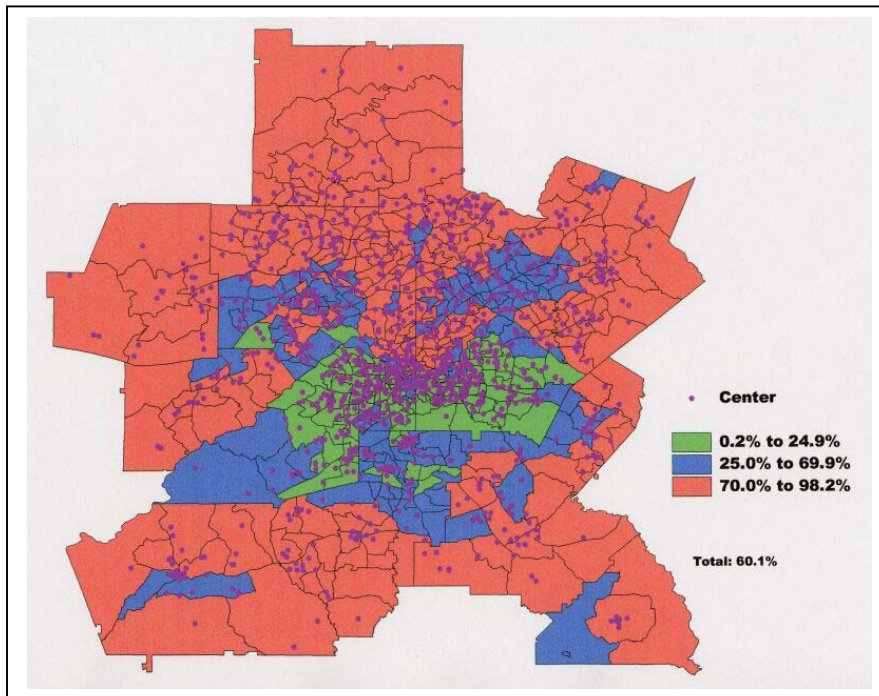 Center
0.2% to 24.9%
25.0% to 69.9%
70.0% to 98.2%
Total: 60.1%